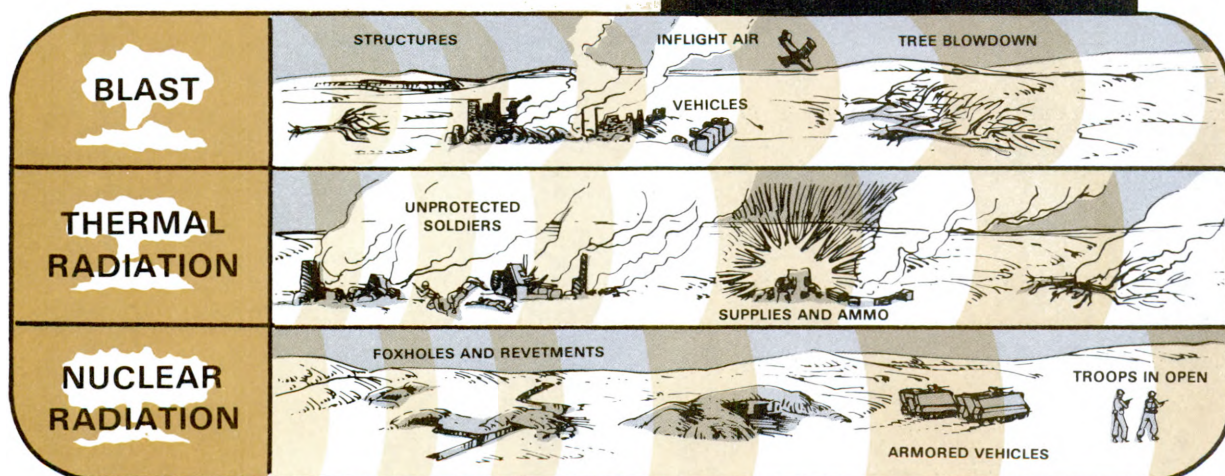 BLAST
STRUCTURES
INFLIGHT AIR
TREE BLOWDOWN
VEHICLES
THERMAL
RADIATION
UNPROTECTED
SOLDIERS
SUPPLIES AND AMMO
NUCLEAR
RADIATION
FOXHOLES AND REVETMENTS
ARMORED VEHICLES
TROOPS IN OPEN